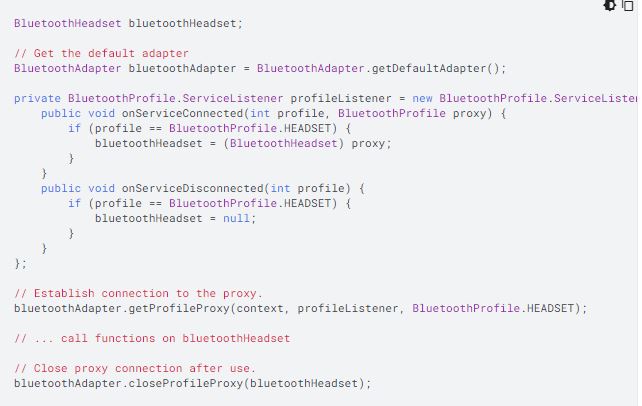 BluetoothHeadset bluetoothHeadset;
// Get the default adapter
BluetoothAdapter bluetoothAdapter = BluetoothAdapter.getDefaultAdapter();
private BluetoothProfile.ServiceListener profileListener = new BluetoothProfile.ServiceListe
public void onServiceConnected(int profile, BluetoothProfile proxy) {
if (profile == BluetoothProfile.HEADSET) {
bluetoothHeadset = (BluetoothHeadset) proxy;
}
}
public void onServiceDisconnected(int profile) {
if (profile == BluetoothProfile.HEADSET) {
bluetoothHeadset = null;
}
}
};
// Establish connection to the proxy.
bluetoothAdapter.getProfileProxy(context, profileListener, BluetoothProfile.HEADSET);
// ... call functions on bluetoothHeadset
// Close proxy connection after use.
bluetoothAdapter.closeProfileProxy(bluetoothHeadset);